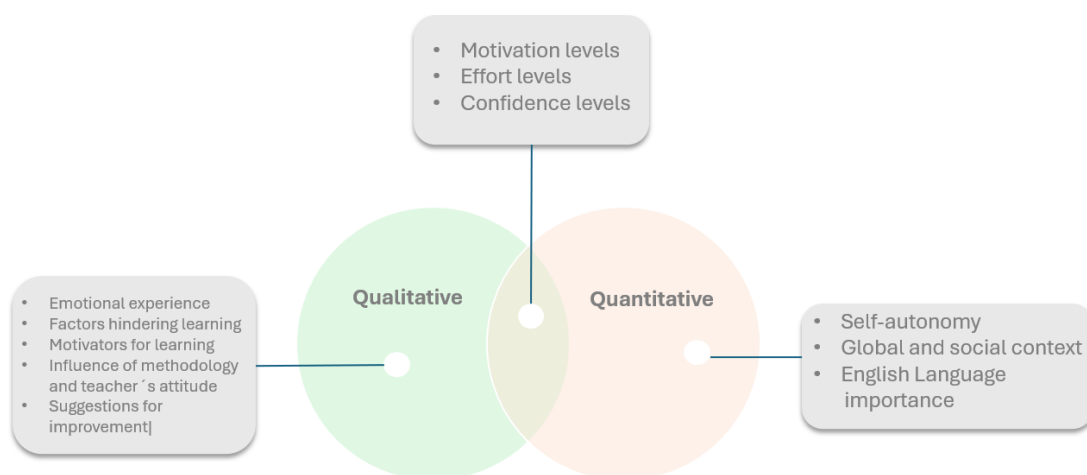 • Motivation levels
• Effort levels
• Confidence levels
Qualitative
Quantitative
• Emotional experience
• Factors hindering learning
• Motivators for learning
• Influence of methodology
and teacher´s attitude
• Suggestions for
improvement|
• Self-autonomy
• Global and social context
• English Language
importance